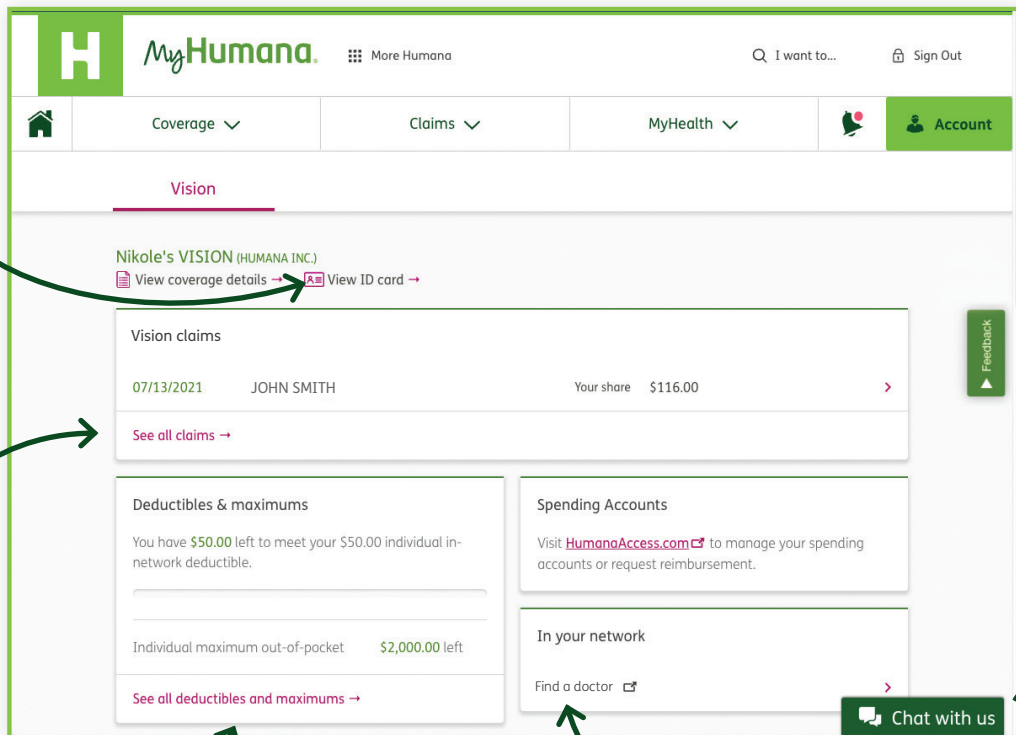 H MyHumana. More Humana I want to... Sign Out
Coverage Claims MyHealth Account
Vision
Nikole's VISION (HUMANA INC.)
View coverage details → View ID card →
Vision claims
07/13/2021 JOHN SMITH Your share $116.00
See all claims →
Feedback
Deductibles & maximums
You have $50.00 left to meet your $50.00 individual in-
network deductible.
Individual maximum out-of-pocket $2,000.00 left
See all deductibles and maximums →
Spending Accounts
Visit HumanaAccess.com to manage your spending
accounts or request reimbursement.
In your network
Find a doctor
Chat with us